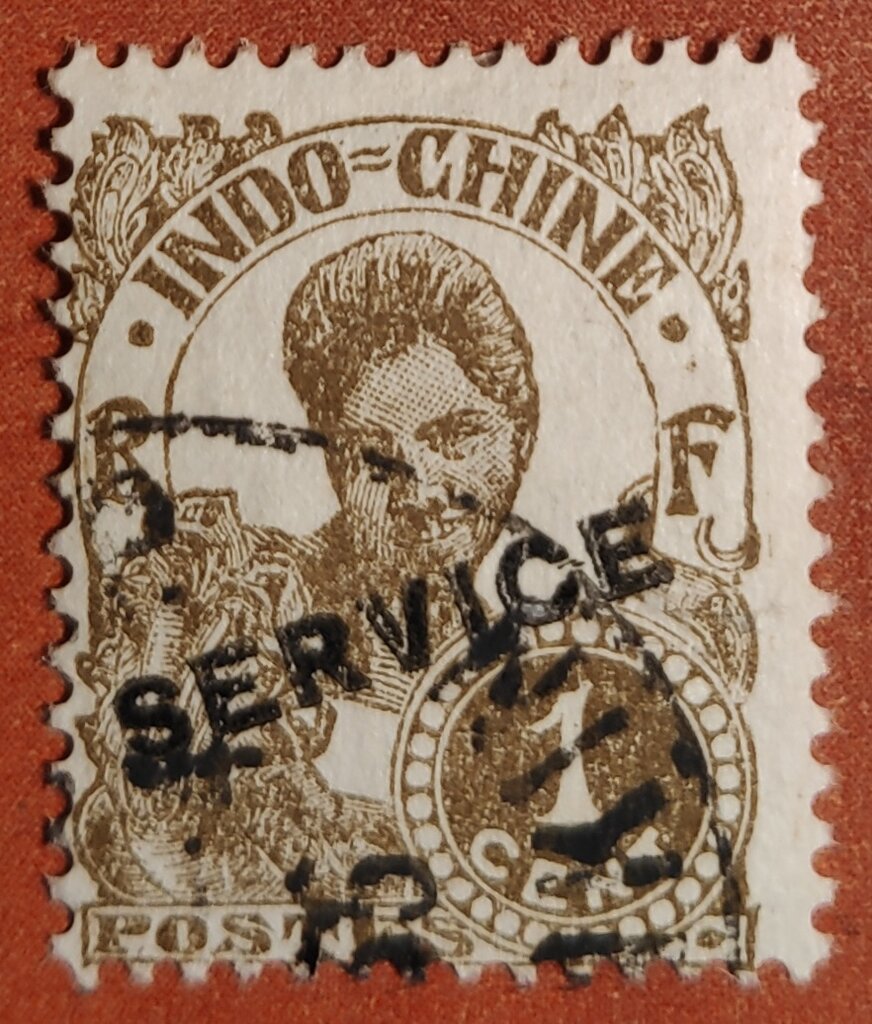 INDO=CHINE
R F
SERVICE
1
CENT
POSTES